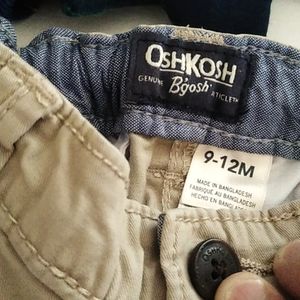 OSHKOSH
GENUINE B'gosh ARTICLE
9-12M
MADE IN BANGLADESH
FABRIQUÉ AU BANGLADESH
HECHO EN BANGLADESH